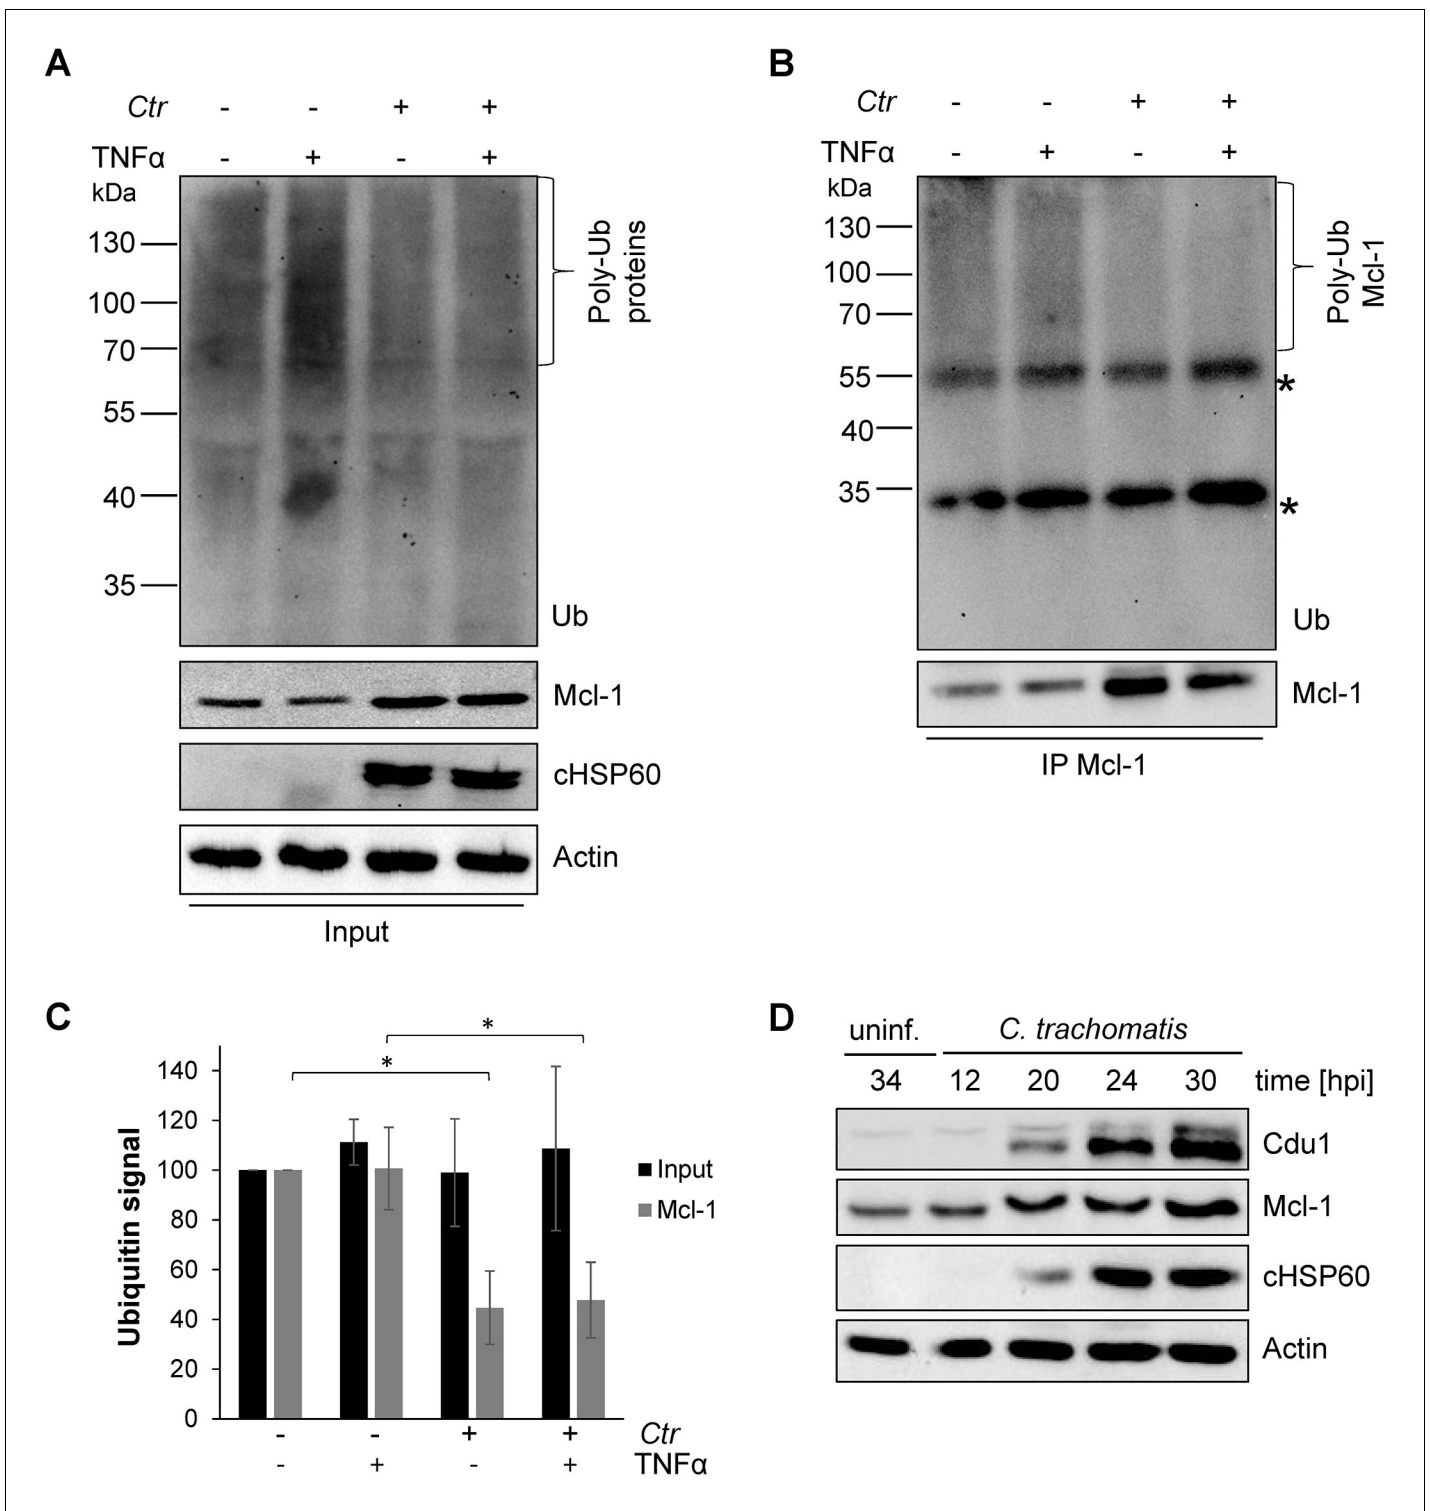 A
Ctr - - + +
TNFα - + - +
kDa
130
100
70
55
40
35
Poly-Ub
proteins
Ub
Mcl-1
cHSP60
Actin
Input
B
Ctr - - + +
TNFα - + - +
kDa
130
100
70
55
40
35
Poly-Ub
Mcl-1
*
*
Ub
Mcl-1
IP Mcl-1
C
*
*
Ubiquitin signal
140
120
100
80
60
40
20
0
Input
Mcl-1
- - + + Ctr
- + - + TNFα
D
uninf. C. trachomatis
34 12 20 24 30 time [hpi]
Cdu1
Mcl-1
cHSP60
Actin